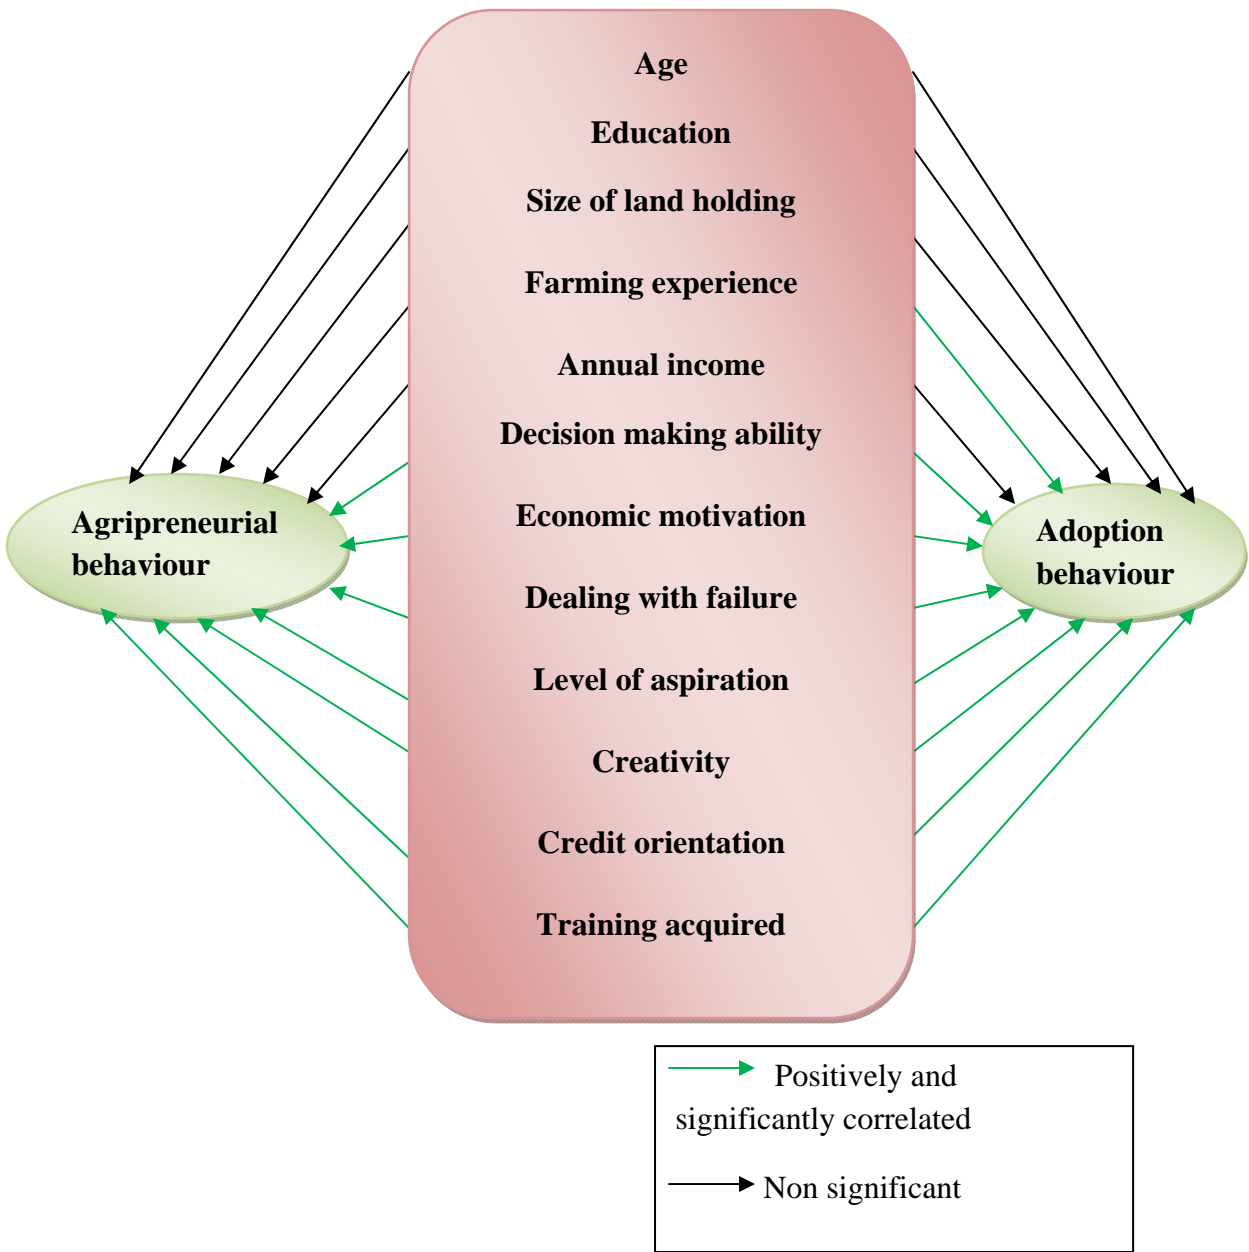 Age
Education
Size of land holding
Farming experience
Annual income
Decision making ability
Economic motivation
Dealing with failure
Level of aspiration
Creativity
Credit orientation
Training acquired
Agripreneurial
behaviour
Adoption
behaviour
Positively and
significantly correlated
Non significant